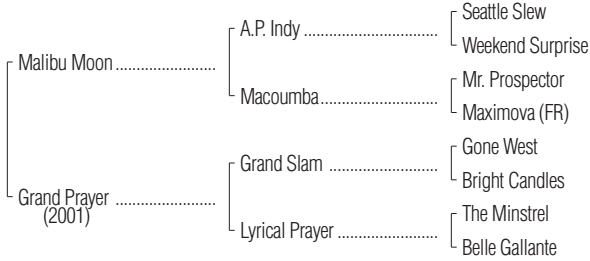 Seattle Slew
A.P. Indy ................................
Weekend Surprise
Malibu Moon ........................
Mr. Prospector
Macoumba............................
Maximova (FR)
Gone West
Grand Slam ..........................
Bright Candles
Grand Prayer ........................
(2001)
The Minstrel
Lyrical Prayer ........................
Belle Gallante